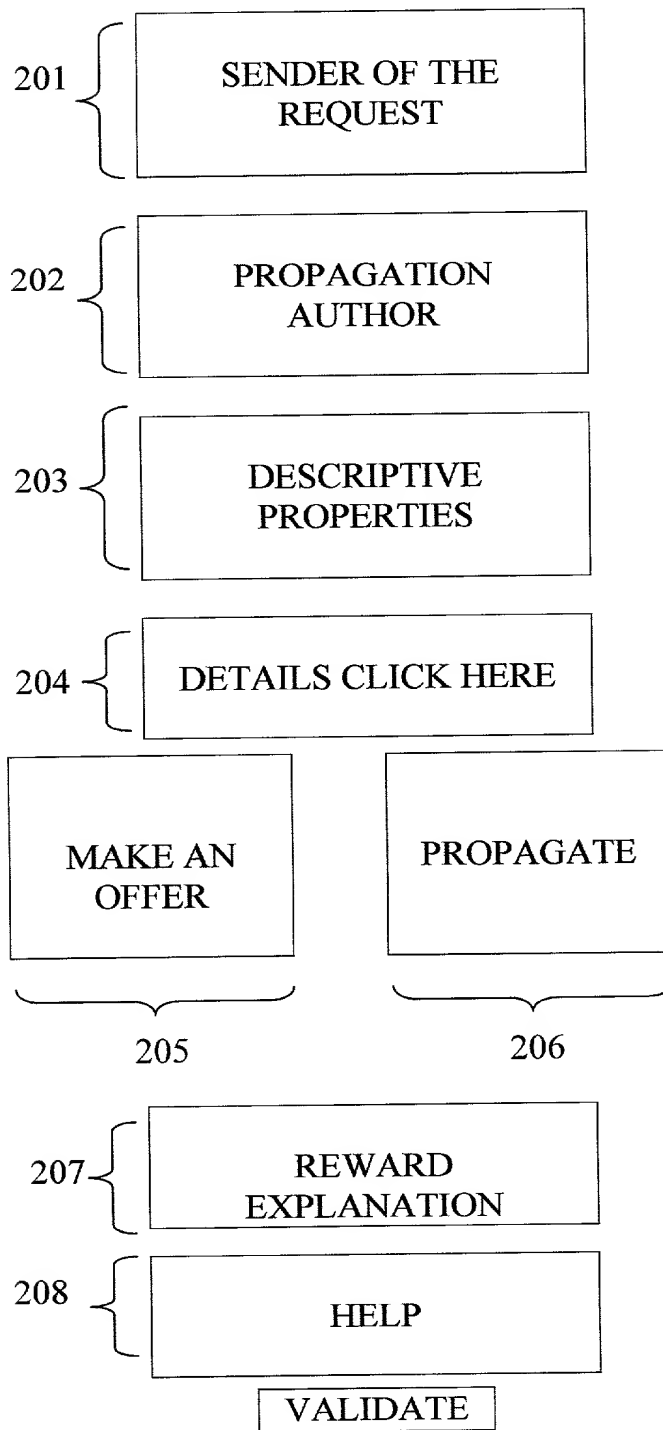 201
SENDER OF THE
REQUEST
202
PROPAGATION
AUTHOR
203
DESCRIPTIVE
PROPERTIES
204
DETAILS CLICK HERE
MAKE AN
OFFER
PROPAGATE
205
206
207
REWARD
EXPLANATION
208
HELP
VALIDATE